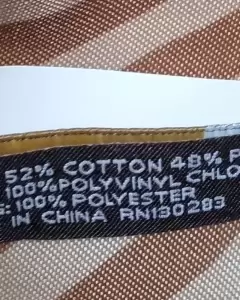 52% COTTON 48% P
100% POLYVINYL CHLO
: 100% POLYESTER
IN CHINA RN130283